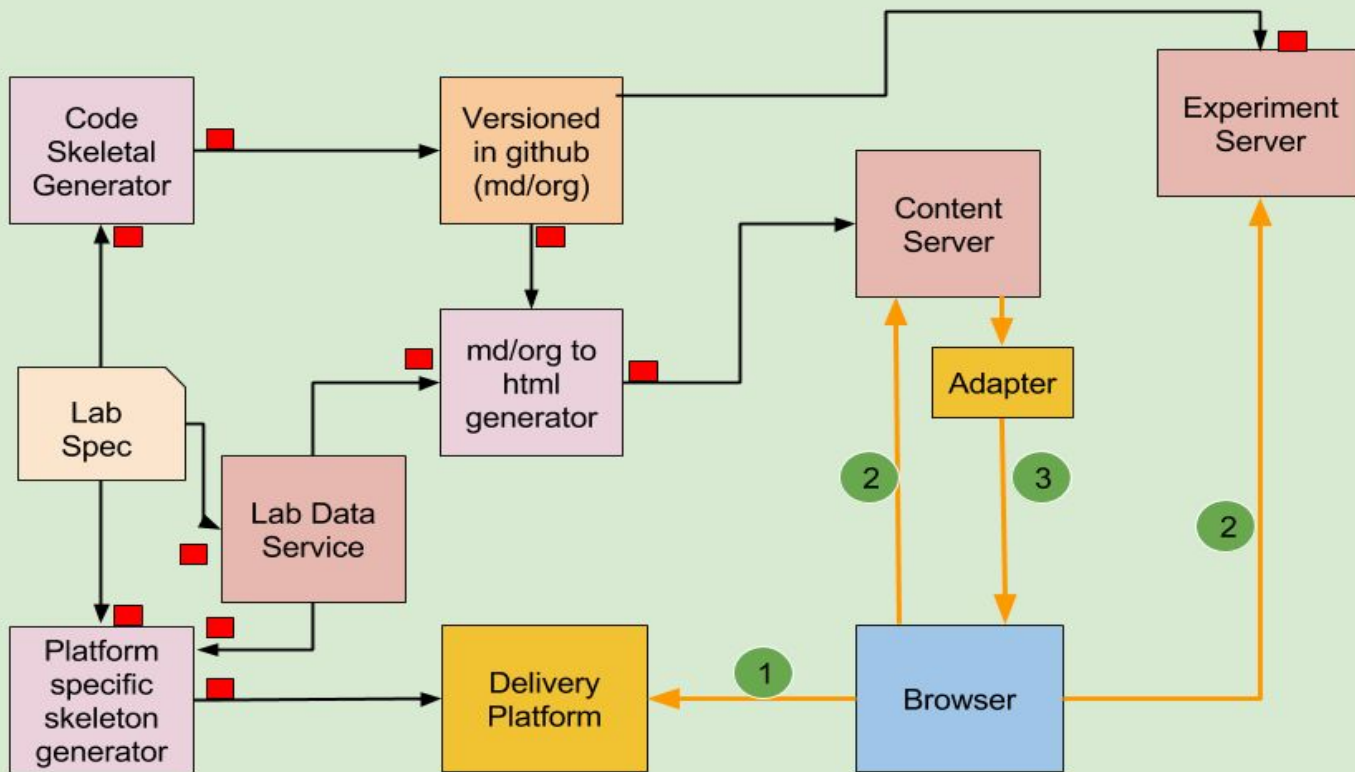 Code
Skeletal
Generator
Versioned
in github
(md/org)
Experiment
Server
Content
Server
md/org to
html
generator
Adapter
Lab
Spec
Lab Data
Service
2
3
2
Platform
specific
skeleton
generator
Delivery
Platform
1
Browser